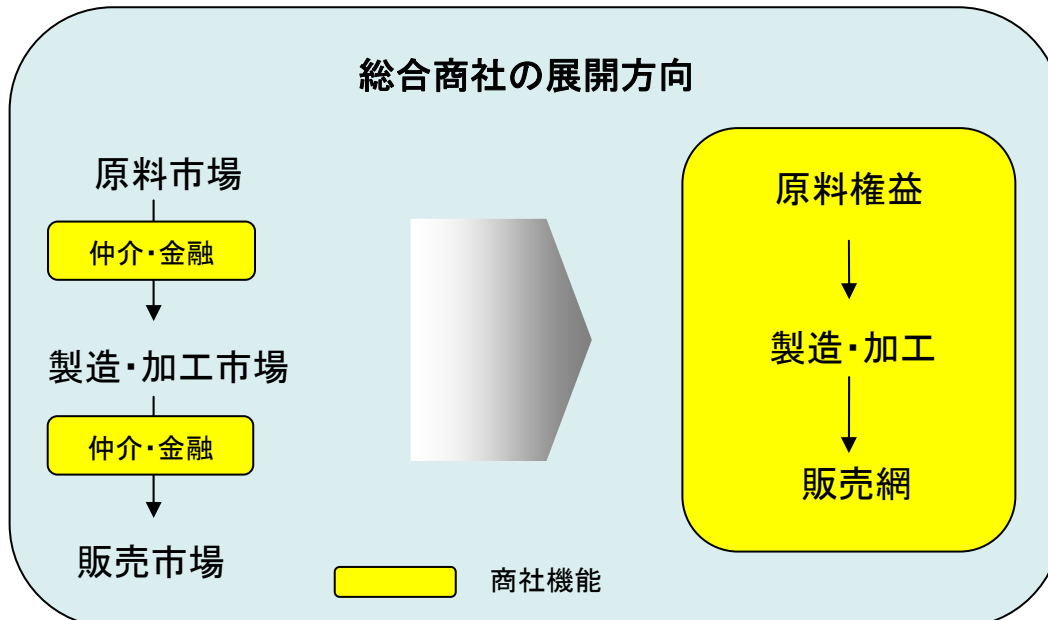 総合商社の展開方向
原料市場
仲介・金融
製造・加工市場
仲介・金融
販売市場
原料権益
製造・加工
販売網
商社機能